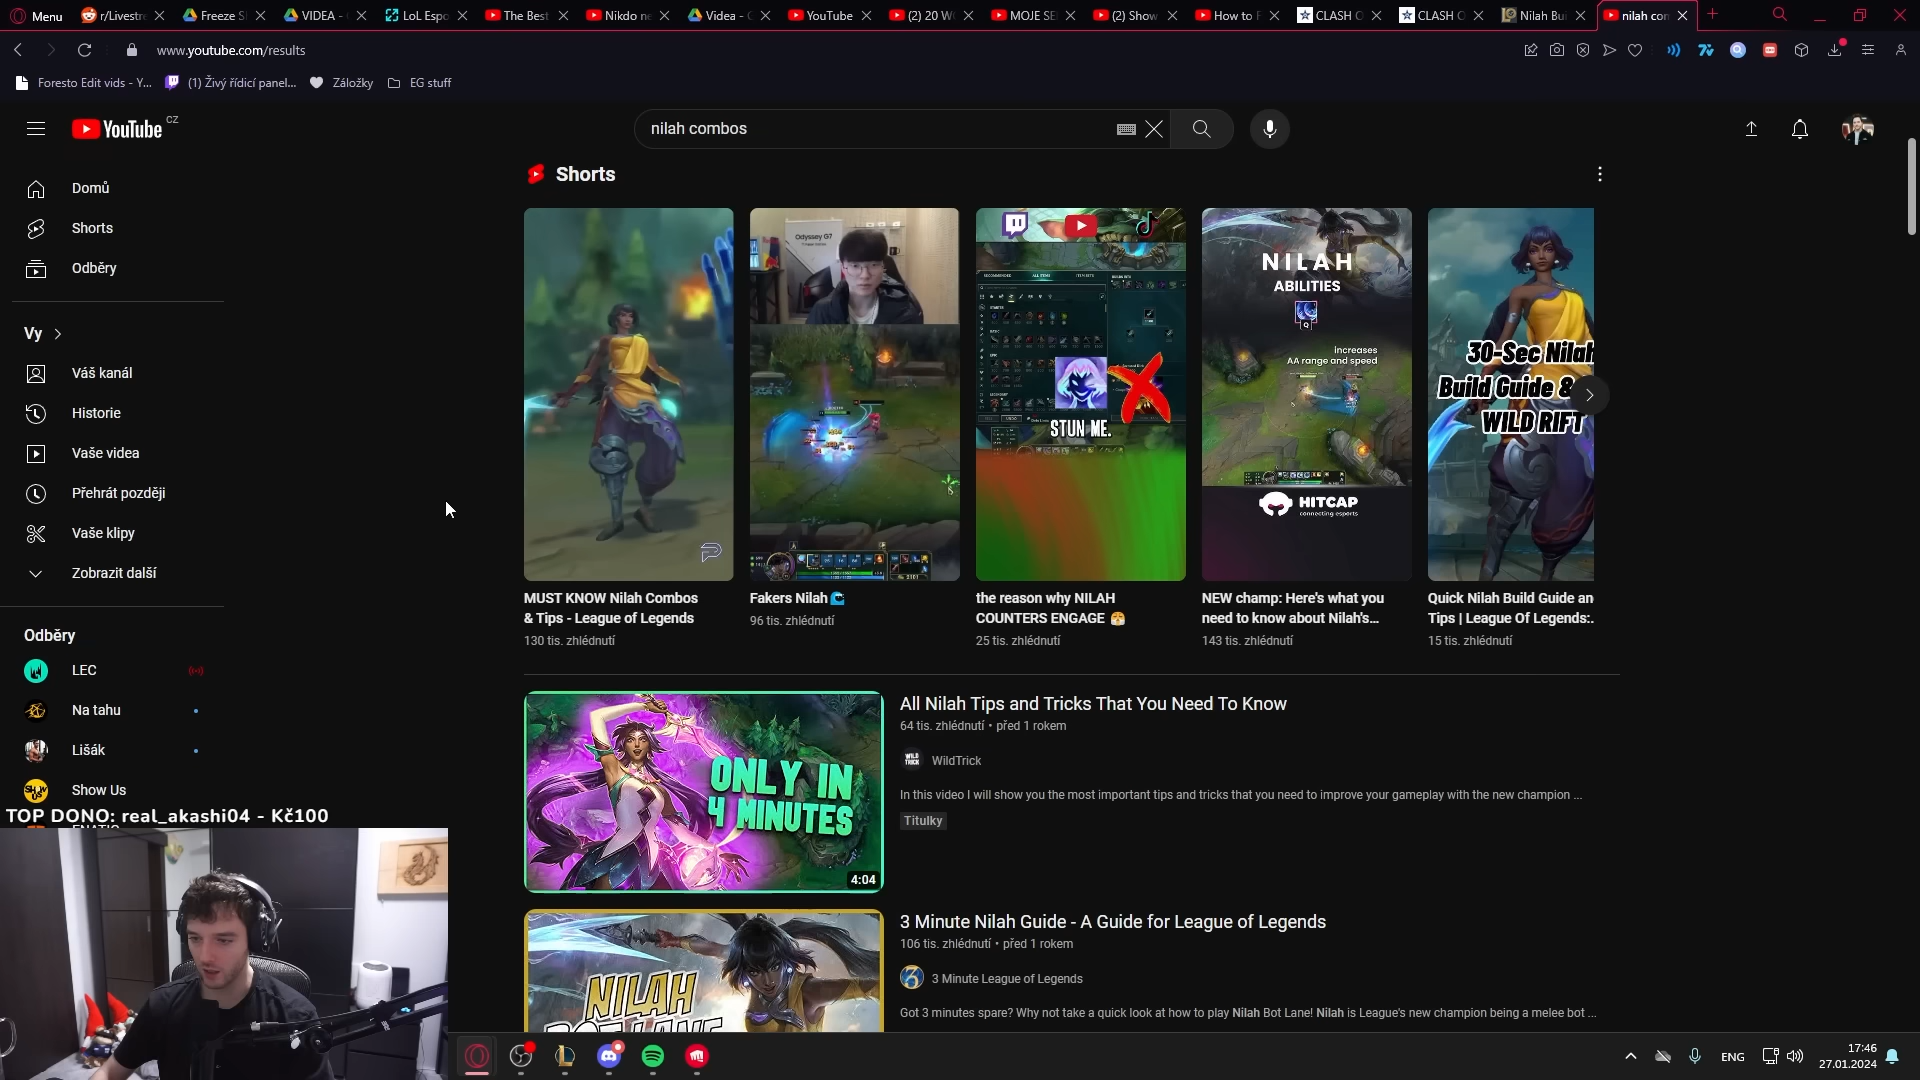 Menu
r/Livestre
Freeze S
VIDEA -
LoL Espo
The Best
Nikdo ne
Videa -
YouTube
(2) 20 W
MOJE SE
(2) Show
How to F
CLASH O
CLASH O
Nilah Bui
nilah con
www.youtube.com/results
Foresto Edit vids - Y...
(1) Živý řídicí panel...
Záložky
EG stuff
YouTube CZ
nilah combos
Domů
Shorts
Odběry
Vy
Váš kanál
Historie
Vaše videa
Přehrát později
Vaše klipy
Zobrazit další
Odběry
LEC
Na tahu
Lišák
Show Us
TOP DONO: real_akashi04 - Kč100
Shorts
Odyssey G7
STUN ME.
NILAH
ABILITIES
Q
increases
AA range and speed
HITCAP
connecting esports
30-Sec Nilah
Build Guide &
WILD RIFT
MUST KNOW Nilah Combos
& Tips - League of Legends
130 tis. zhlédnutí
Fakers Nilah
96 tis. zhlédnutí
the reason why NILAH
COUNTERS ENGAGE
25 tis. zhlédnutí
NEW champ: Here's what you
need to know about Nilah's...
143 tis. zhlédnutí
Quick Nilah Build Guide an
Tips | League Of Legends:.
15 tis. zhlédnutí
ONLY IN
4 MINUTES
4:04
All Nilah Tips and Tricks That You Need To Know
64 tis. zhlédnutí • před 1 rokem
WILD
TRICK
WildTrick
In this video I will show you the most important tips and tricks that you need to improve your gameplay with the new champion ...
Titulky
NILAH
BOT LANE
3 Minute Nilah Guide - A Guide for League of Legends
106 tis. zhlédnutí • před 1 rokem
3 Minute League of Legends
Got 3 minutes spare? Why not take a quick look at how to play Nilah Bot Lane! Nilah is League's new champion being a melee bot ...
ENG
17:46
27.01.2024